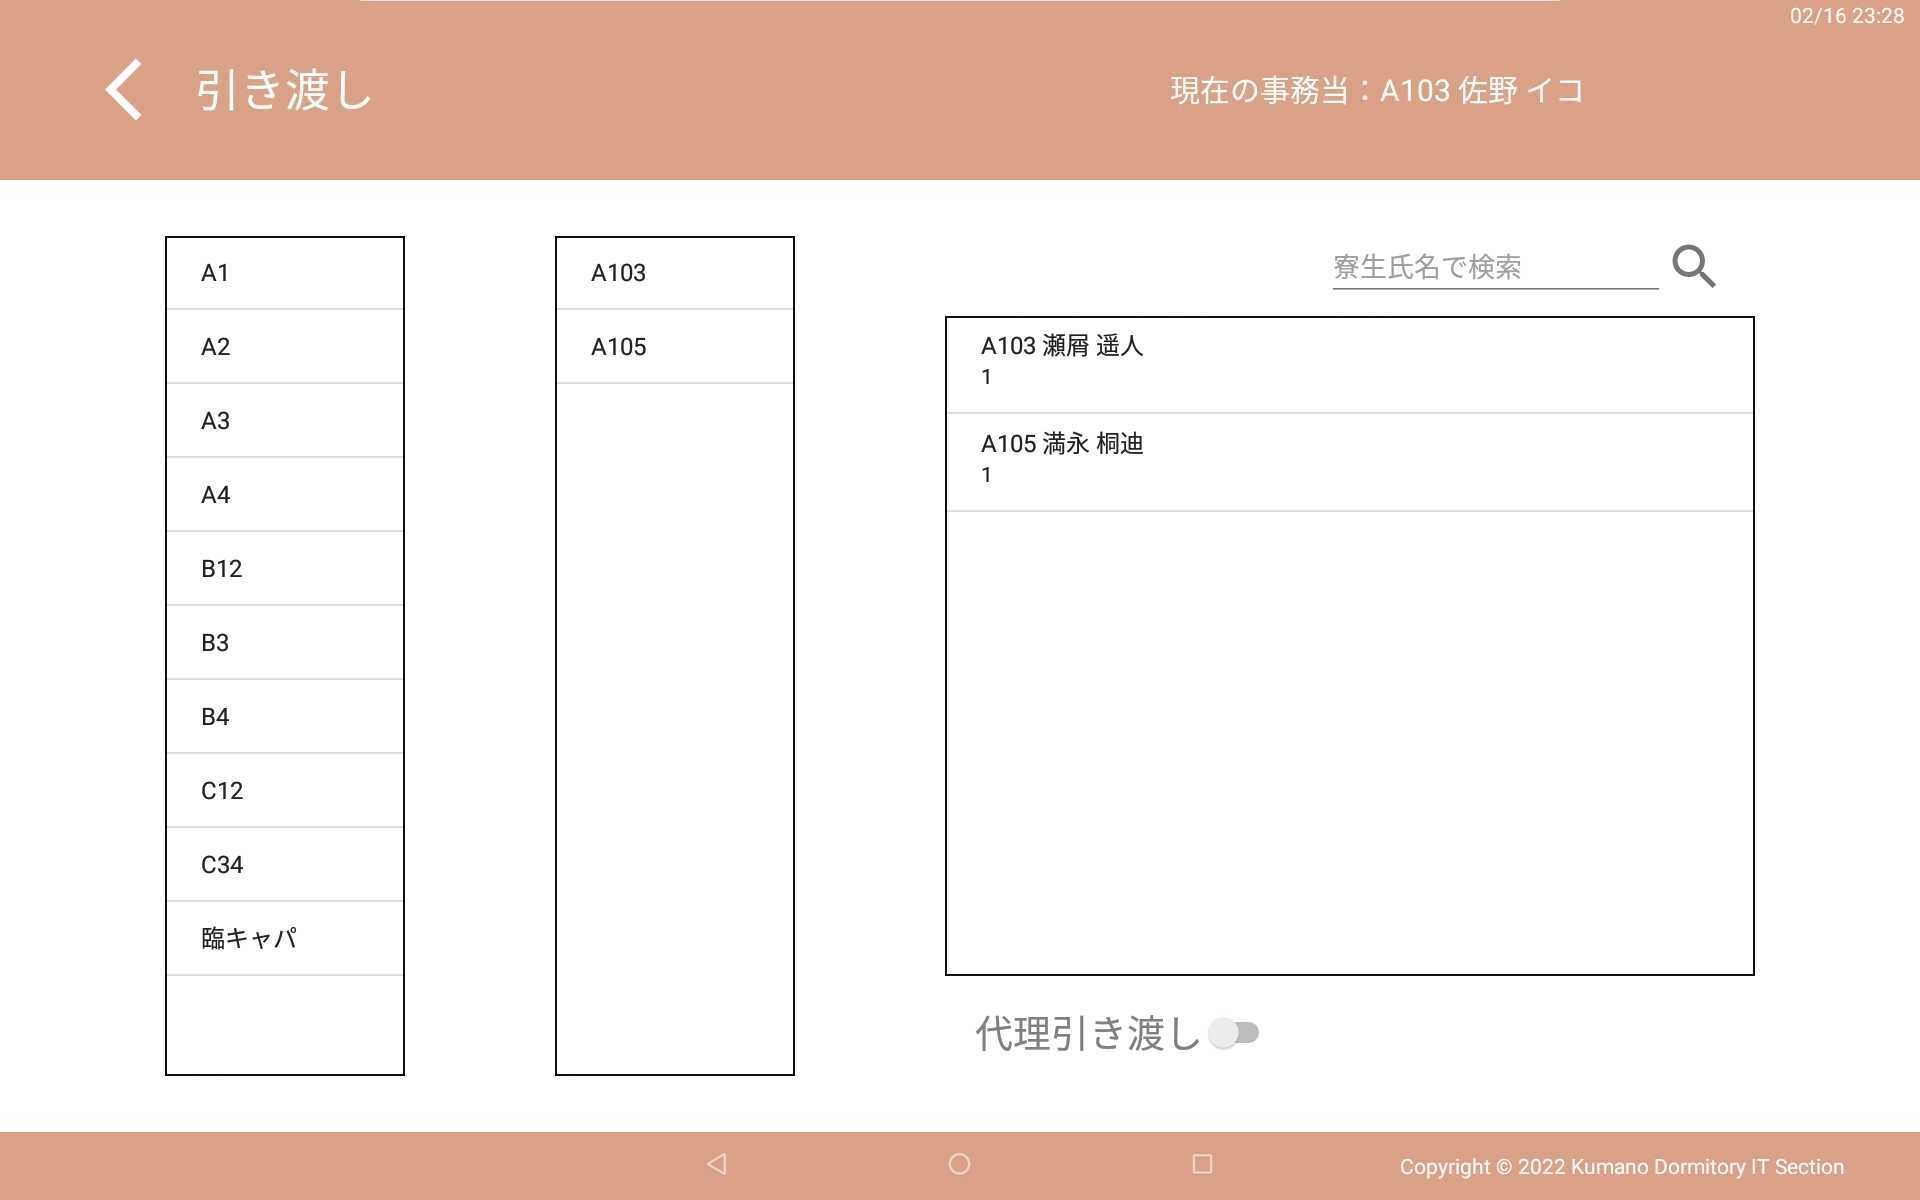 02/16 23:28
引き渡し
現在の事務当：A103 佐野 イコ
A1
A2
A3
A4
B12
B3
B4
C12
C34
臨キャパ
A103
A105
寮生氏名で検索
A103 瀬屑 遥人
1
A105 満永 桐迪
1
代理引き渡し
Copyright © 2022 Kumano Dormitory IT Section